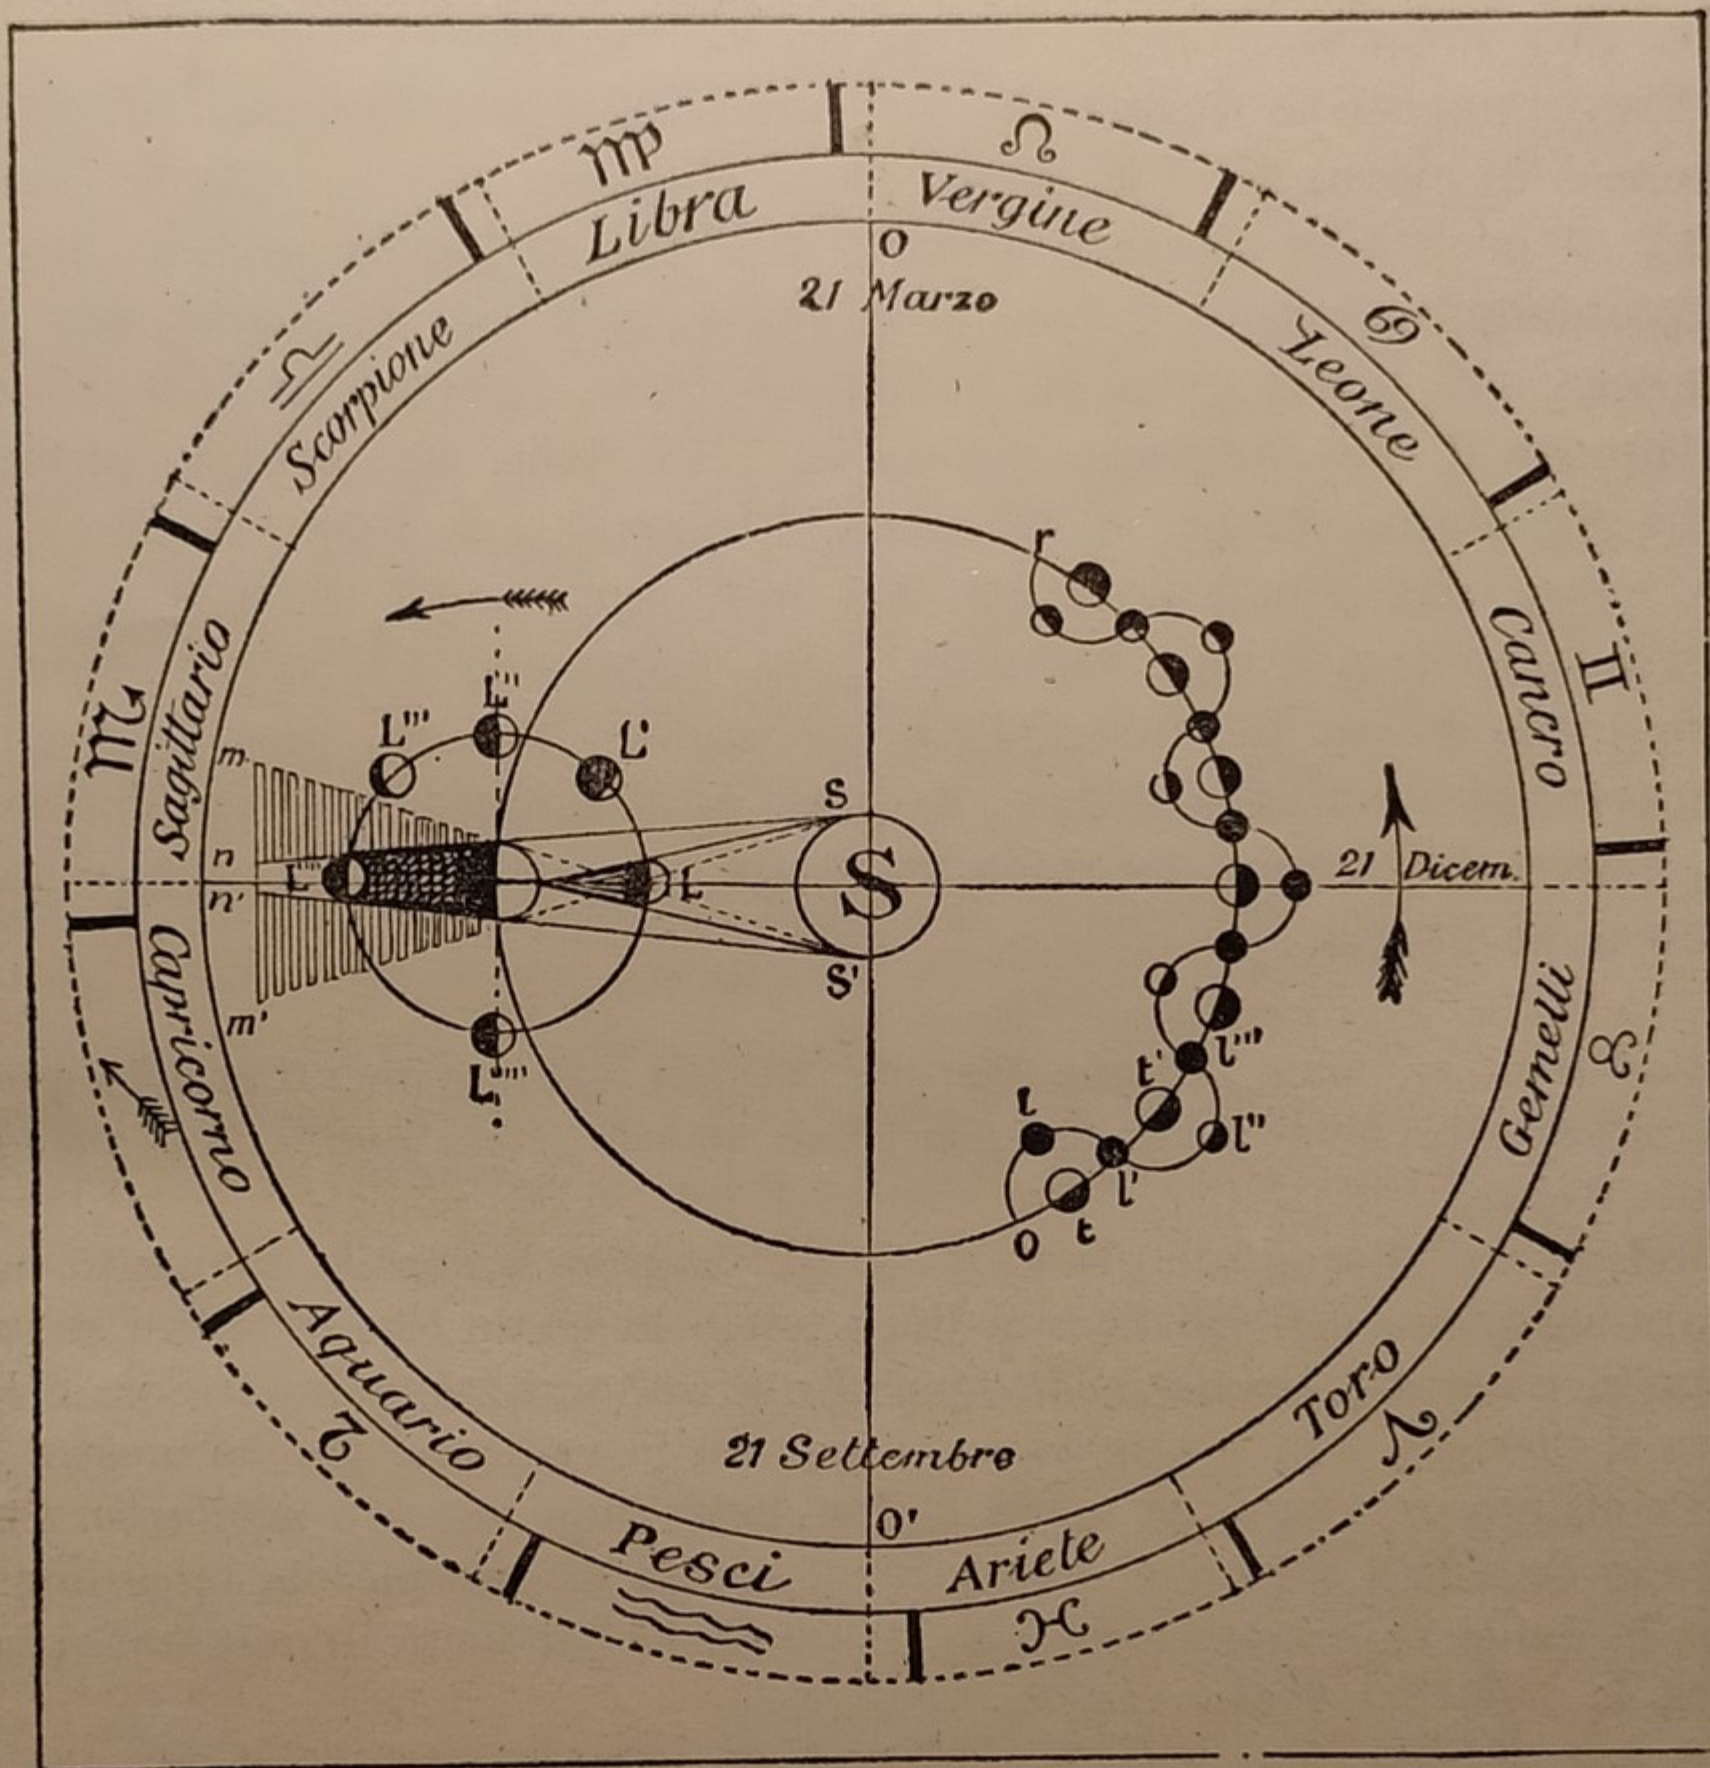 ♍
♌
Libra
Vergine
O
21 Marzo
♋
♎
Scorpione
Leone
r
♊
Cancro
Sagittario
♏
L''
L'''
L'
m
n
S
S
L
21 Dicem.
n'
S'
m'
Capricorno
♐
Gemelli
♉
l'''
t'
l
l''
l'
t
O
Aquario
♑
Toro
♈
21 Settembre
O'
Pesci
Ariete
♒
♓